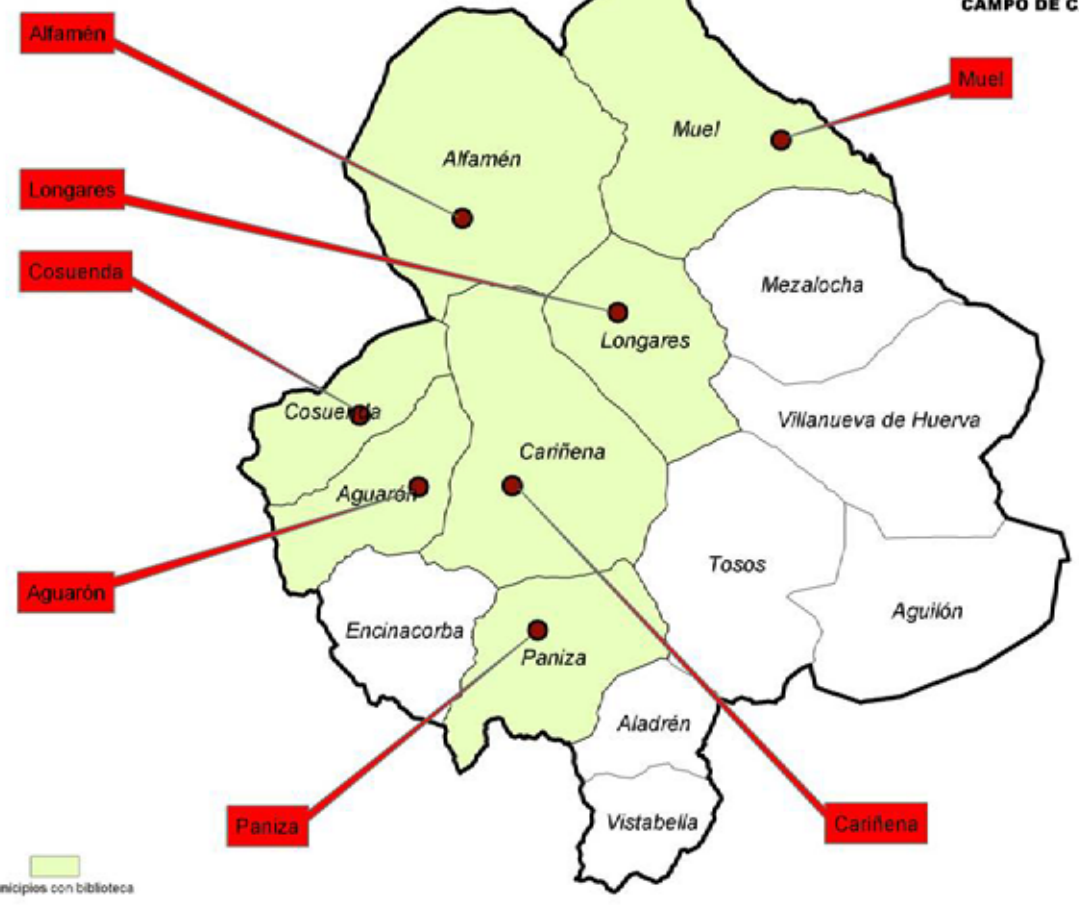 CAMPO DE C
Alfamén
Muel
Muel
Alfamén
Longares
Cosuenda
Mezalocha
Longares
Cosuenda
Villanueva de Huerva
Cariñena
Aguarón
Tosos
Aguarón
Aguilón
Encinacorba
Paniza
Aladrén
Paniza
Vistabella
Cariñena
nicipios con biblioteca